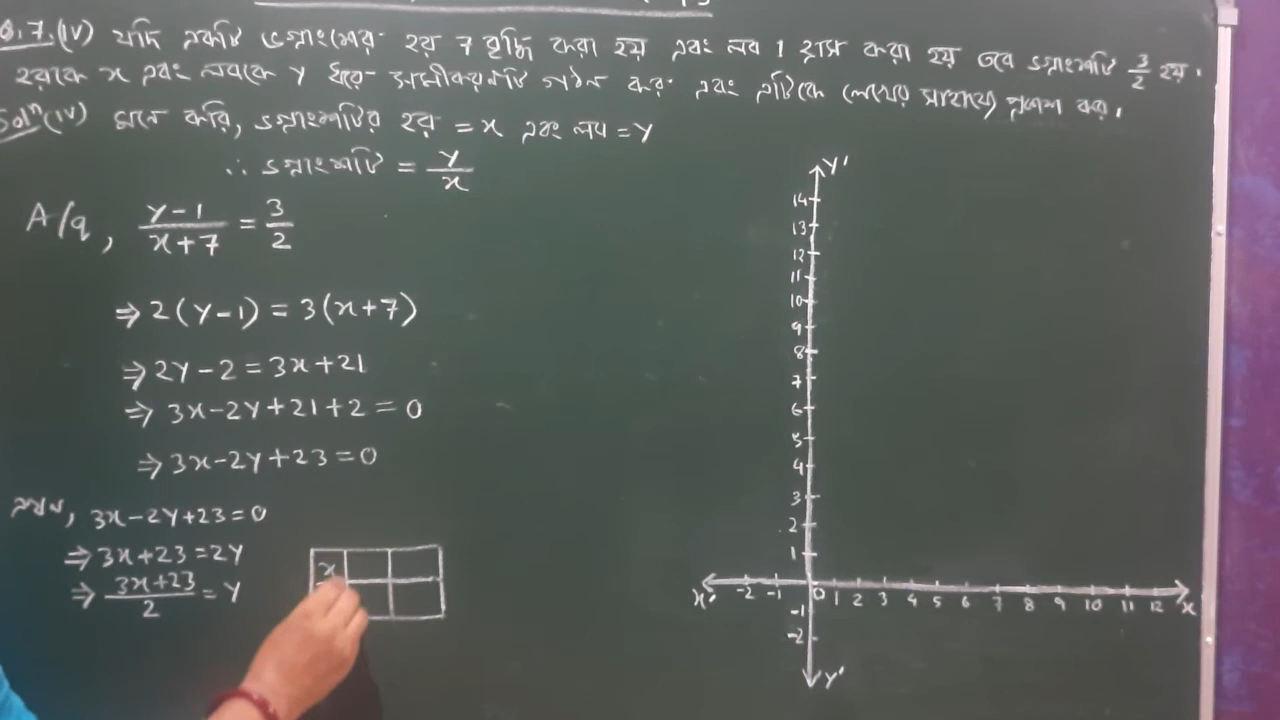 Q.7.(iv) যদি একটি ভগ্নাংশের হর 7 বৃদ্ধি করা হয় এবং লব 1 হ্রাস করা হয় তবে ভগ্নাংশটি 3/2 হয়.
হরকে x এবং লবকে y ধরে সমীকরণটি গঠন কর এবং এটিকে লেখের সাহায্যে প্রকাশ কর.
Solⁿ (iv) মনে করি, ভগ্নাংশটির হর = x এবং লব = y
∴ ভগ্নাংশটি = y/x
A/q, (y-1)/(x+7) = 3/2
⇒ 2(y-1) = 3(x+7)
⇒ 2y-2 = 3x+21
⇒ 3x-2y+21+2 = 0
⇒ 3x-2y+23 = 0
এখন, 3x-2y+23 = 0
⇒ 3x+23 = 2y
⇒ (3x+23)/2 = y
x
y'
14
13
12
11
10
9
8
7
6
5
4
3
2
1
x' -2 -1 0 1 2 3 4 5 6 7 8 9 10 11 12 x
-1
-2
y'